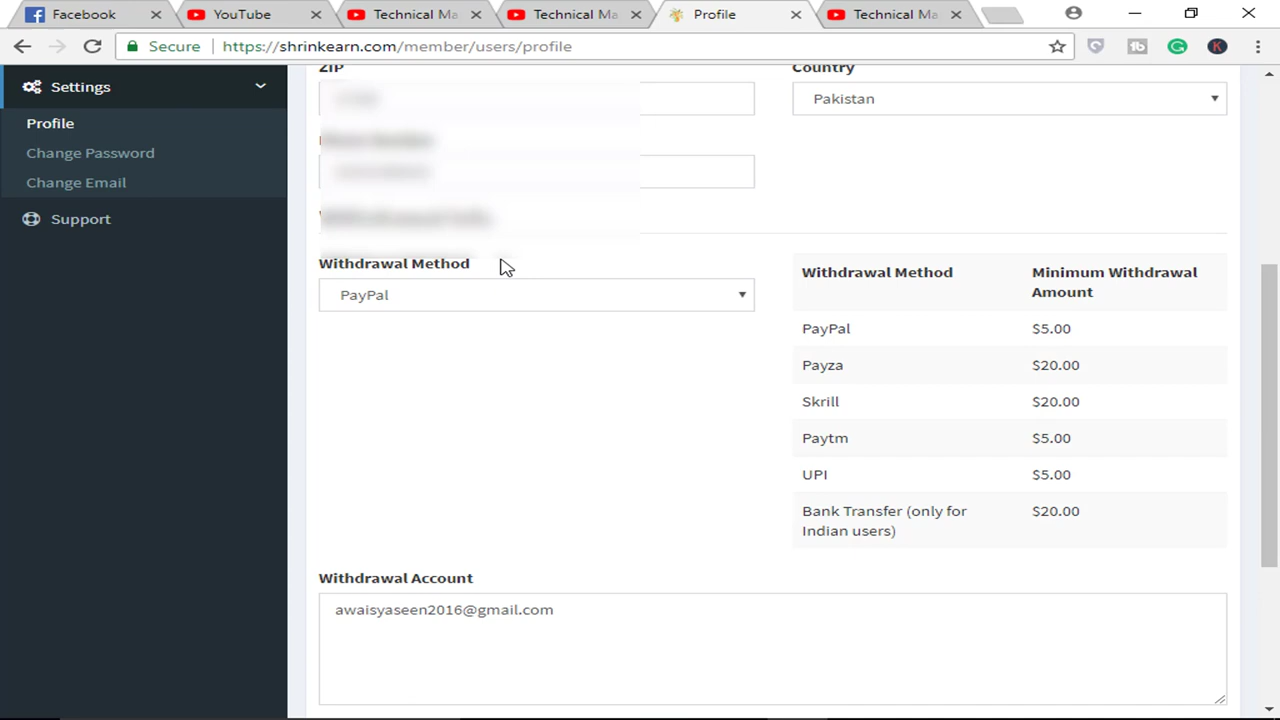 Facebook
YouTube
Technical Ma
Technical Ma
Profile
Technical Ma
Secure
https://shrinkearn.com/member/users/profile
Settings
Profile
Change Password
Change Email
Support
ZIP
Country
Pakistan
Withdrawal Method
PayPal
Withdrawal Method Minimum Withdrawal
Amount
PayPal $5.00
Payza $20.00
Skrill $20.00
Paytm $5.00
UPI $5.00
Bank Transfer (only for $20.00
Indian users)
Withdrawal Account
awaisyaseen2016@gmail.com